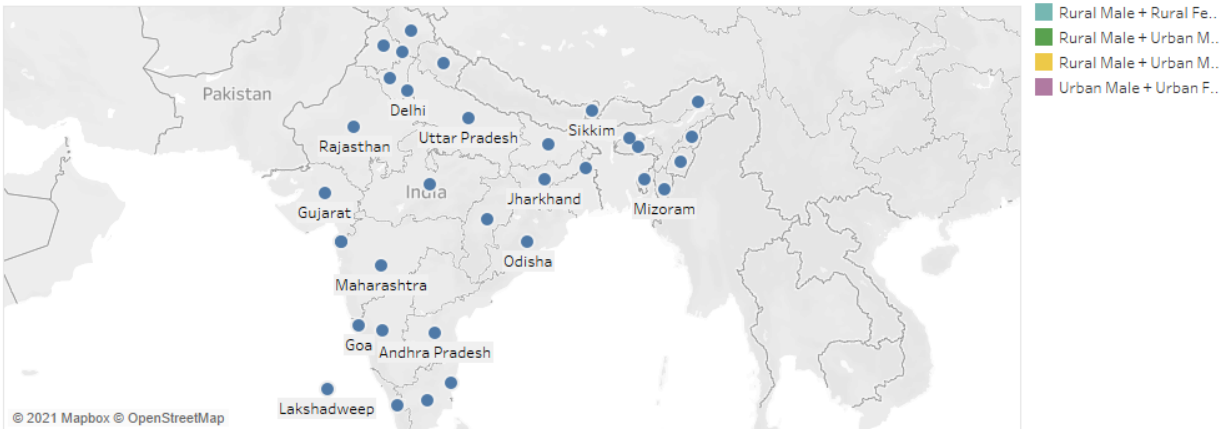 Rural Male + Rural Fe..
Rural Male + Urban M..
Rural Male + Urban M..
Urban Male + Urban F..
Pakistan
Delhi
Sikkim
Uttar Pradesh
Rajasthan
India
Jharkhand
Gujarat
Mizoram
Odisha
Maharashtra
Goa
Andhra Pradesh
Lakshadweep
© 2021 Mapbox © OpenStreetMap